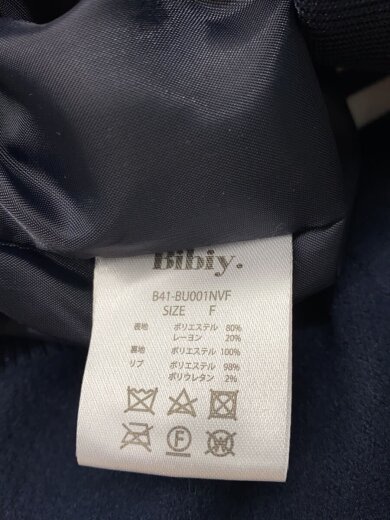 Bibiy.
B41-BU001NVF
SIZE F
表地 ポリエステル 80%
レーヨン 20%
裏地 ポリエステル 100%
リブ ポリエステル 98%
ポリウレタン 2%
F